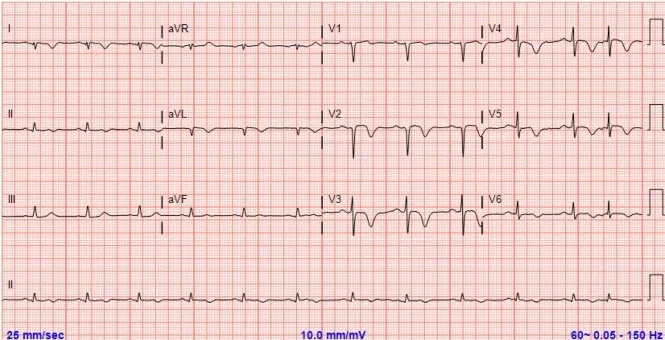 I aVR V1 V4
II aVL V2 V5
III aVF V3 V6
II
25 mm/sec 10.0 mm/mV 60~ 0.05 - 150 Hz